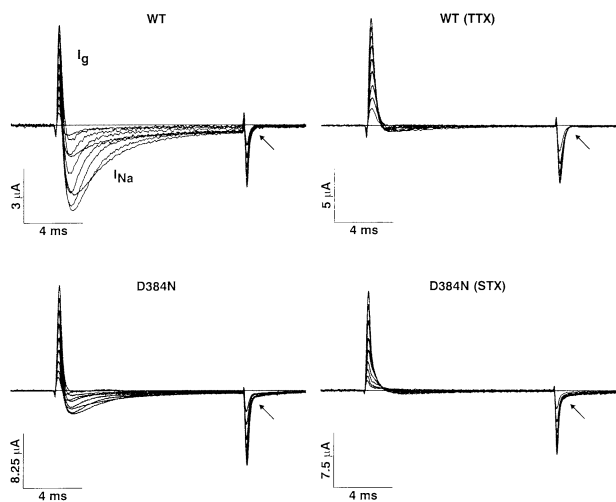 WT
WT (TTX)
Ig
INa
3 µA
4 ms
5 µA
4 ms
D384N
D384N (STX)
8.25 µA
4 ms
7.5 µA
4 ms